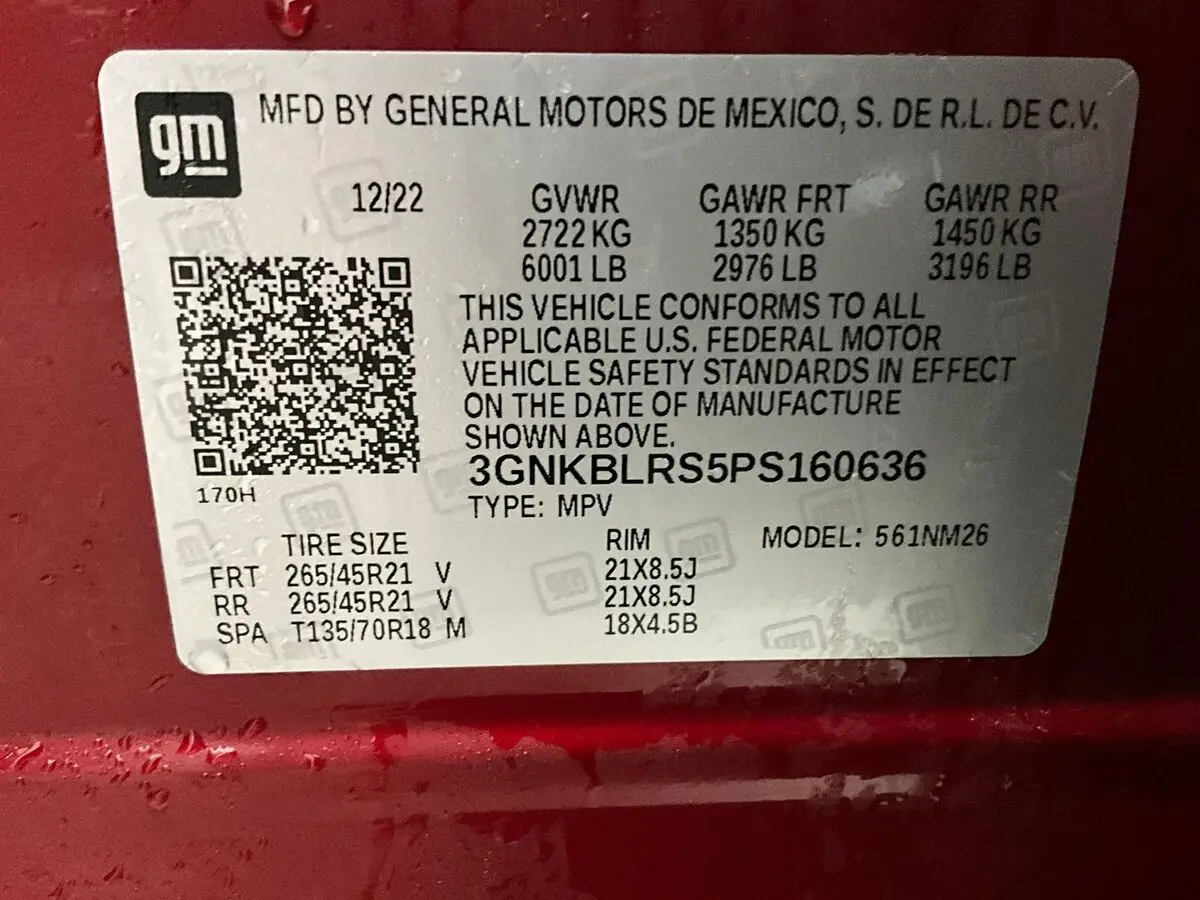 gm
MFD BY GENERAL MOTORS DE MEXICO, S. DE R.L. DE C.V.
12/22 GVWR GAWR FRT GAWR RR
2722 KG 1350 KG 1450 KG
6001 LB 2976 LB 3196 LB
THIS VEHICLE CONFORMS TO ALL
APPLICABLE U.S. FEDERAL MOTOR
VEHICLE SAFETY STANDARDS IN EFFECT
ON THE DATE OF MANUFACTURE
SHOWN ABOVE.
3GNKBLRS5PS160636
170H
TYPE: MPV
TIRE SIZE RIM MODEL: 561NM26
FRT 265/45R21 V 21X8.5J
RR 265/45R21 V 21X8.5J
SPA T135/70R18 M 18X4.5B